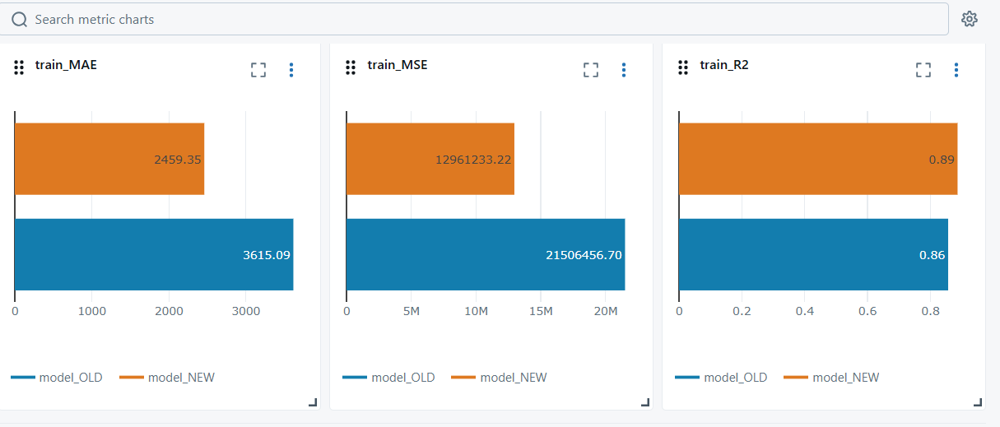 Search metric charts
train_MAE
2459.35
3615.09
0 1000 2000 3000
model_OLD model_NEW
train_MSE
12961233.22
21506456.70
0 5M 10M 15M 20M
model_OLD model_NEW
train_R2
0.89
0.86
0 0.2 0.4 0.6 0.8
model_OLD model_NEW